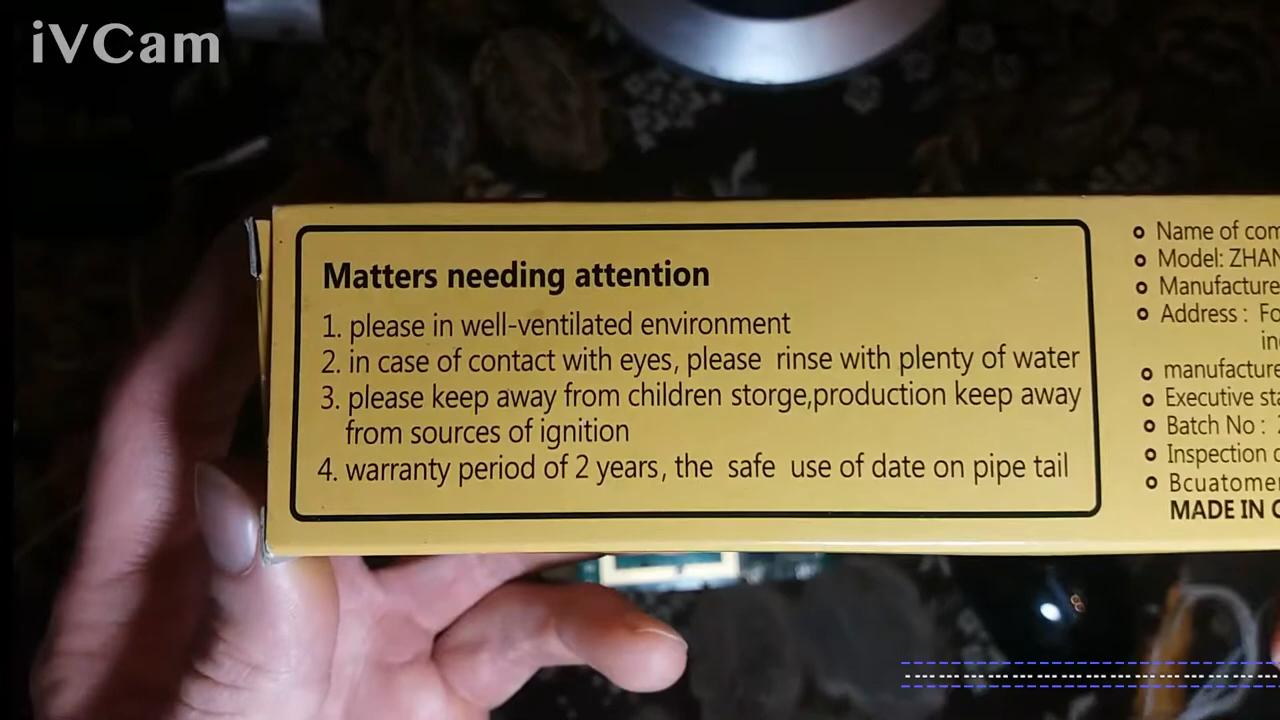 iVCam
Matters needing attention
1. please in well-ventilated environment
2. in case of contact with eyes, please rinse with plenty of water
3. please keep away from children storge,production keep away
from sources of ignition
4. warranty period of 2 years, the safe use of date on pipe tail
Name of com
Model: ZHAN
Manufacture
Address : Fo
in
manufacture
Executive sta
Batch No :
Inspection
Bcuatome
MADE IN C